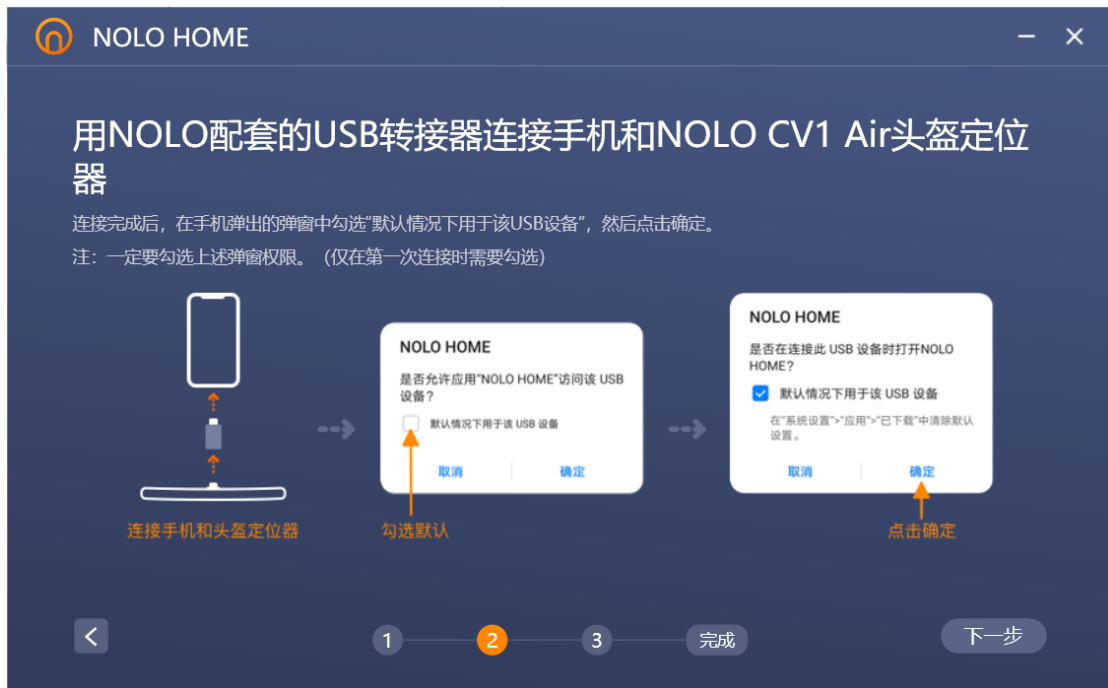 NOLO HOME
用NOLO配套的USB转接器连接手机和NOLO CV1 Air头盔定位
器
连接完成后，在手机弹出的弹窗中勾选"默认情况下用于该USB设备"，然后点击确定。
注：一定要勾选上述弹窗权限。（仅在第一次连接时需要勾选）
连接手机和头盔定位器
NOLO HOME
是否允许应用"NOLO HOME"访问该 USB
设备？
默认情况下用于该 USB 设备
取消 确定
勾选默认
NOLO HOME
是否在连接此 USB 设备时打开NOLO
HOME？
默认情况下用于该 USB 设备
在"系统设置">"应用">"已下载"中清除默认
设置。
取消 确定
点击确定
1 2 3 完成
下一步